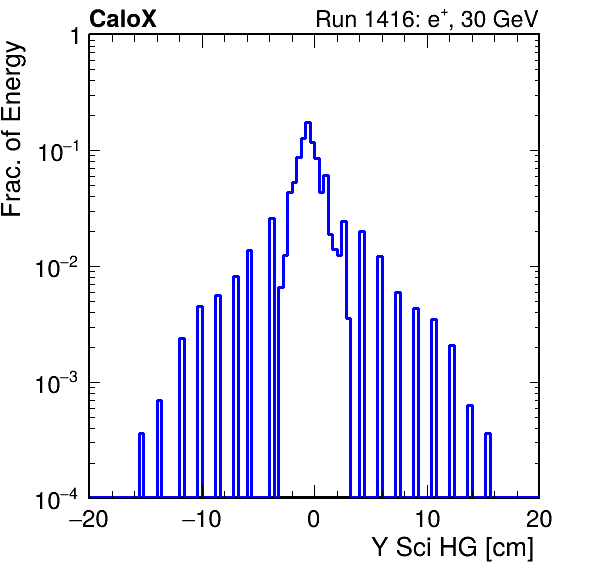 CaloX
Run 1416: e⁺, 30 GeV
Frac. of Energy
1
10⁻¹
10⁻²
10⁻³
10⁻⁴
−20
−10
0
10
20
Y Sci HG [cm]